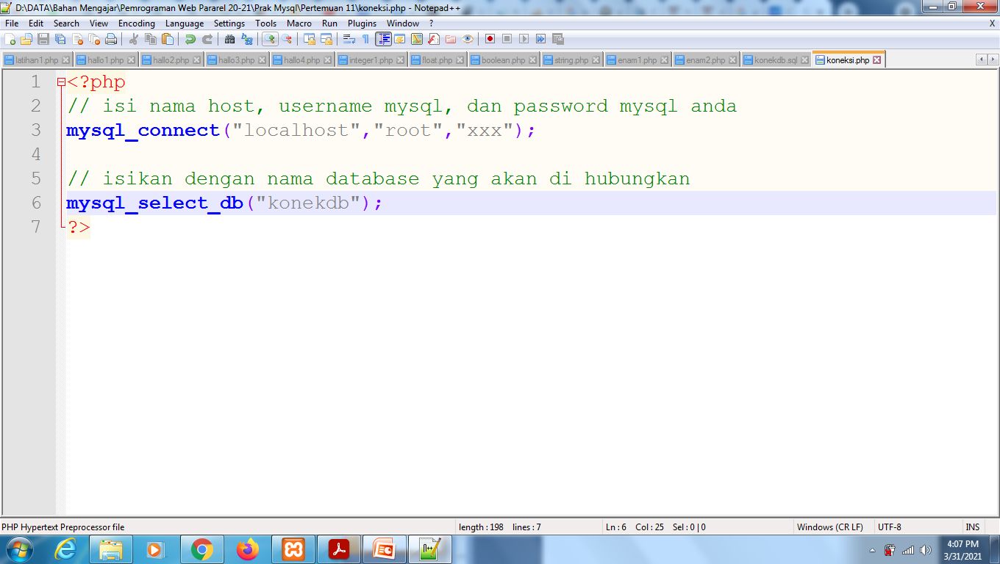 D:\DATA\Bahan Mengajar\Pemrograman Web Pararel 20-21\Prak Mysql\Pertemuan 11\koneksi.php - Notepad++
File Edit Search View Encoding Language Settings Tools Macro Run Plugins Window ? X
latihan1.php hallo1.php hallo2.php hallo3.php hallo4.php integer1.php float.php boolean.php string.php enam1.php enam2.php konekdb.sql koneksi.php
1 <?php
2 // isi nama host, username mysql, dan password mysql anda
3 mysql_connect("localhost","root","xxx");
4
5 // isikan dengan nama database yang akan di hubungkan
6 mysql_select_db("konekdb");
7 ?>
PHP Hypertext Preprocessor file length : 198 lines : 7 Ln : 6 Col : 25 Sel : 0 | 0 Windows (CR LF) UTF-8 INS
4:07 PM
3/31/2021